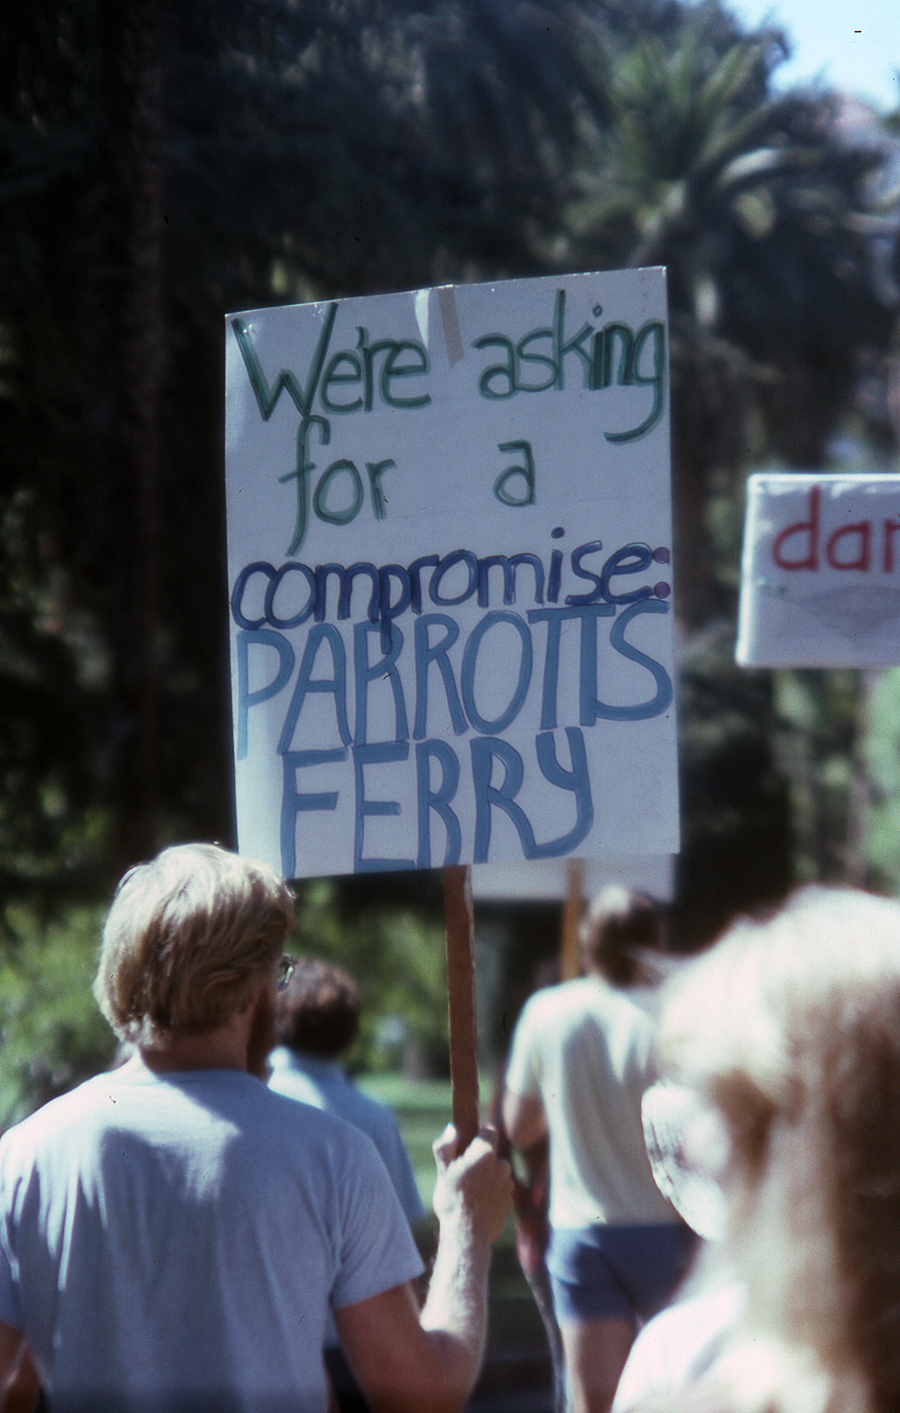 We're asking
for a
compromise:
PARROTTS
FERRY
dar